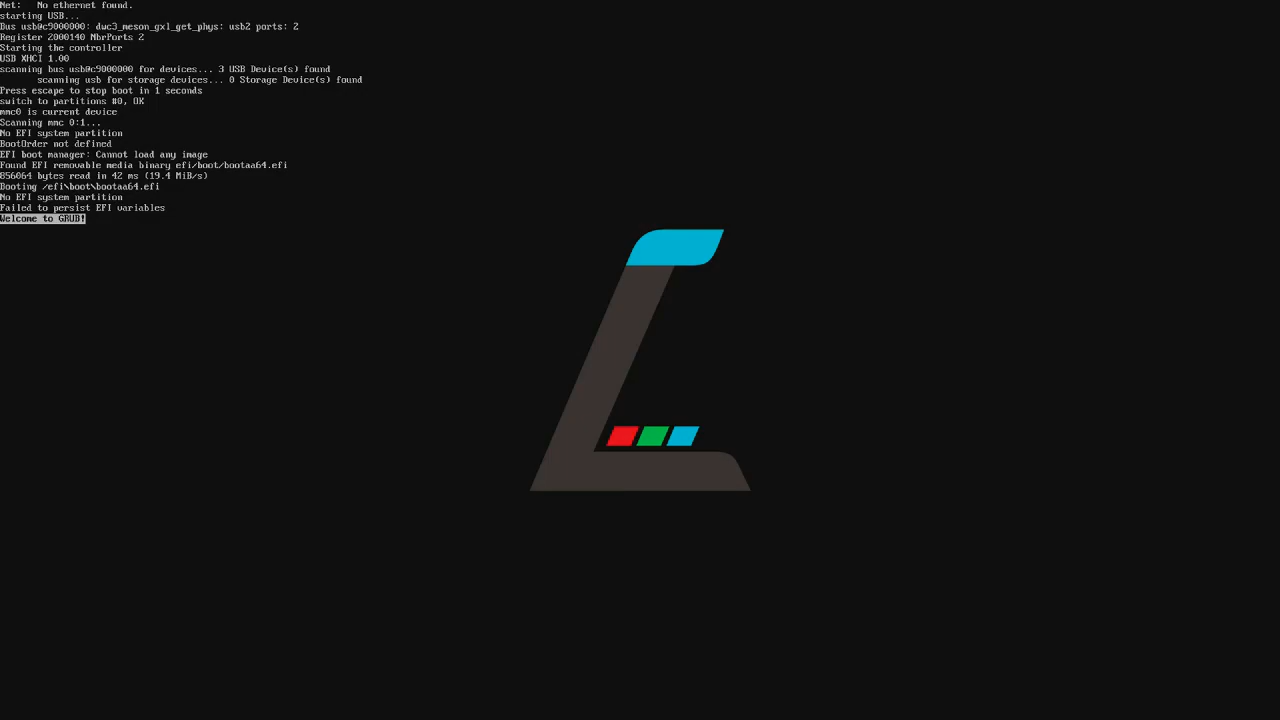 Net:   No ethernet found.
starting USB...
Bus usb@c9000000: dwc3_meson_gxl_get_phys: usb2 ports: 2
Register 2000140 NbrPorts 2
Starting the controller
USB XHCI 1.00
scanning bus usb@c9000000 for devices... 3 USB Device(s) found
       scanning usb for storage devices... 0 Storage Device(s) found
Press escape to stop boot in 1 seconds
switch to partitions #0, OK
mmc0 is current device
Scanning mmc 0:1...
No EFI system partition
BootOrder not defined
EFI boot manager: Cannot load any image
Found EFI removable media binary efi/boot/bootaa64.efi
856064 bytes read in 42 ms (19.4 MiB/s)
Booting /efi\boot\bootaa64.efi
No EFI system partition
Failed to persist EFI variables
Welcome to GRUB!